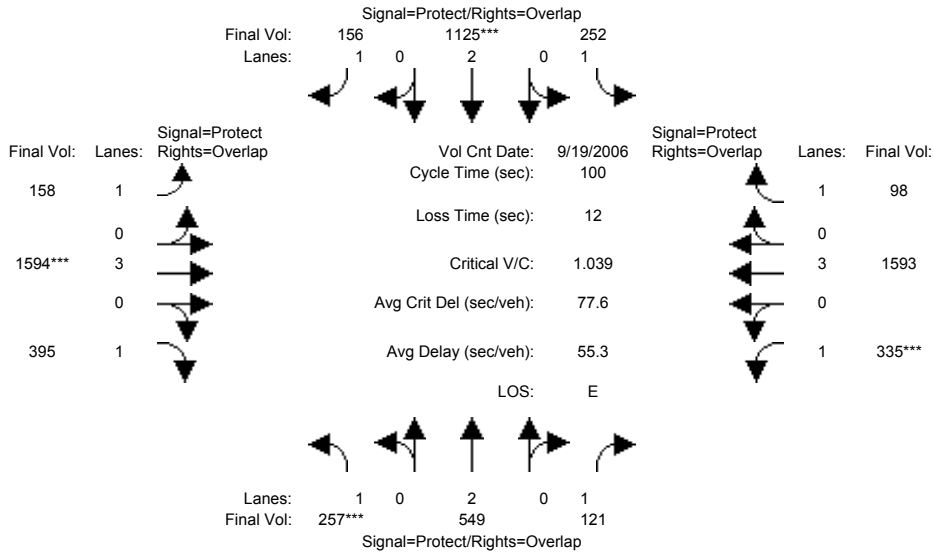 Signal=Protect/Rights=Overlap
Final Vol: 156 1125*** 252
Lanes: 1 0 2 0 1
Signal=Protect Signal=Protect
Final Vol: Lanes: Rights=Overlap Vol Cnt Date: 9/19/2006 Rights=Overlap Lanes: Final Vol:
Cycle Time (sec): 100
158 1 1 98
Loss Time (sec): 12
0 0
1594*** 3 Critical V/C: 1.039 3 1593
0 Avg Crit Del (sec/veh): 77.6 0
395 1 Avg Delay (sec/veh): 55.3 1 335***
LOS: E
Lanes: 1 0 2 0 1
Final Vol: 257*** 549 121
Signal=Protect/Rights=Overlap